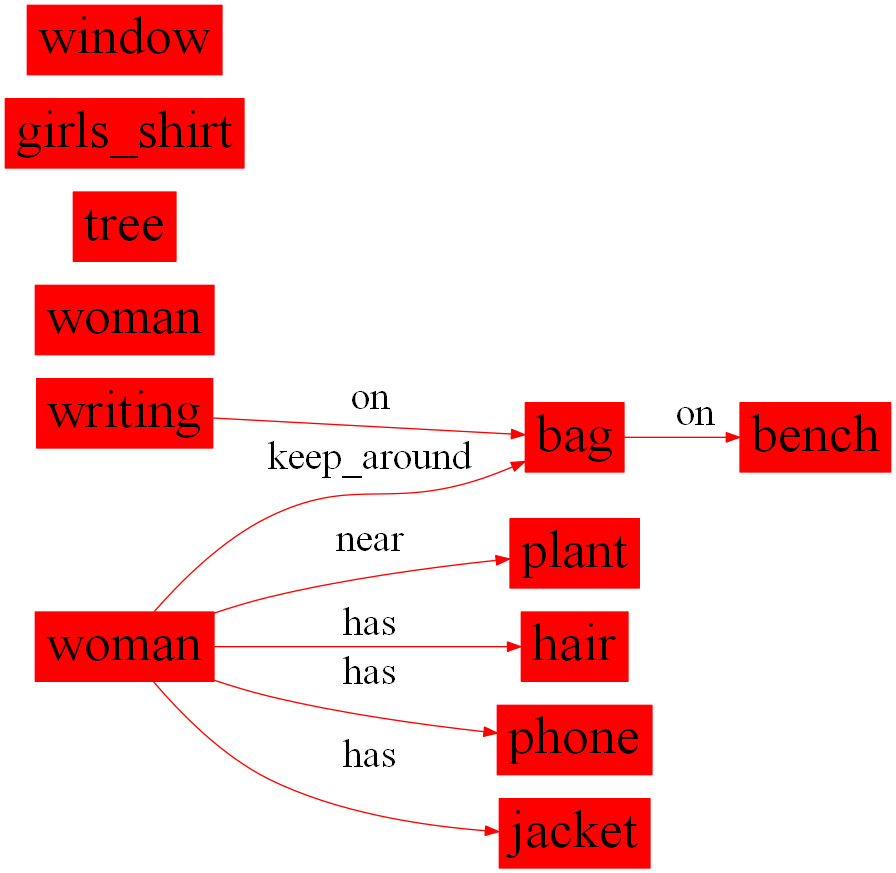 window
girls_shirt
tree
woman
writing
on
bag
on
bench
keep_around
near
plant
woman
has
hair
has
phone
has
jacket